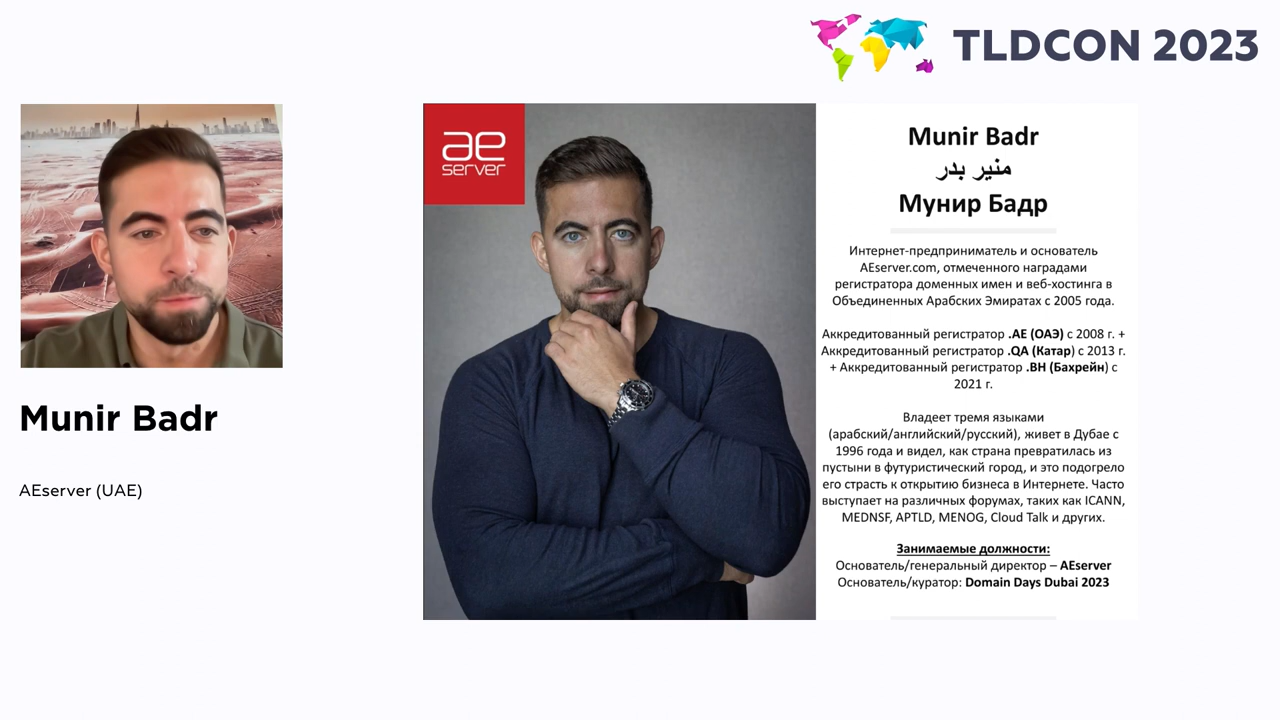 TLDCON 2023
ae
server
Munir Badr
منير بدر
Мунир Бадр
Интернет-предприниматель и основатель
AEserver.com, отмеченного наградами
регистратора доменных имен и веб-хостинга в
Объединенных Арабских Эмиратах с 2005 года.
Аккредитованный регистратор .AE (ОАЭ) с 2008 г. +
Аккредитованный регистратор .QA (Катар) с 2013 г.
+ Аккредитованный регистратор .BH (Бахрейн) с
2021 г.
Владеет тремя языками
(арабский/английский/русский), живет в Дубае с
1996 года и видел, как страна превратилась из
пустыни в футуристический город, и это подогрело
его страсть к открытию бизнеса в Интернете. Часто
выступает на различных форумах, таких как ICANN,
MEDNSF, APTLD, MENOG, Cloud Talk и других.
Занимаемые должности:
Основатель/генеральный директор – AEserver
Основатель/куратор: Domain Days Dubai 2023
Munir Badr
AEserver (UAE)